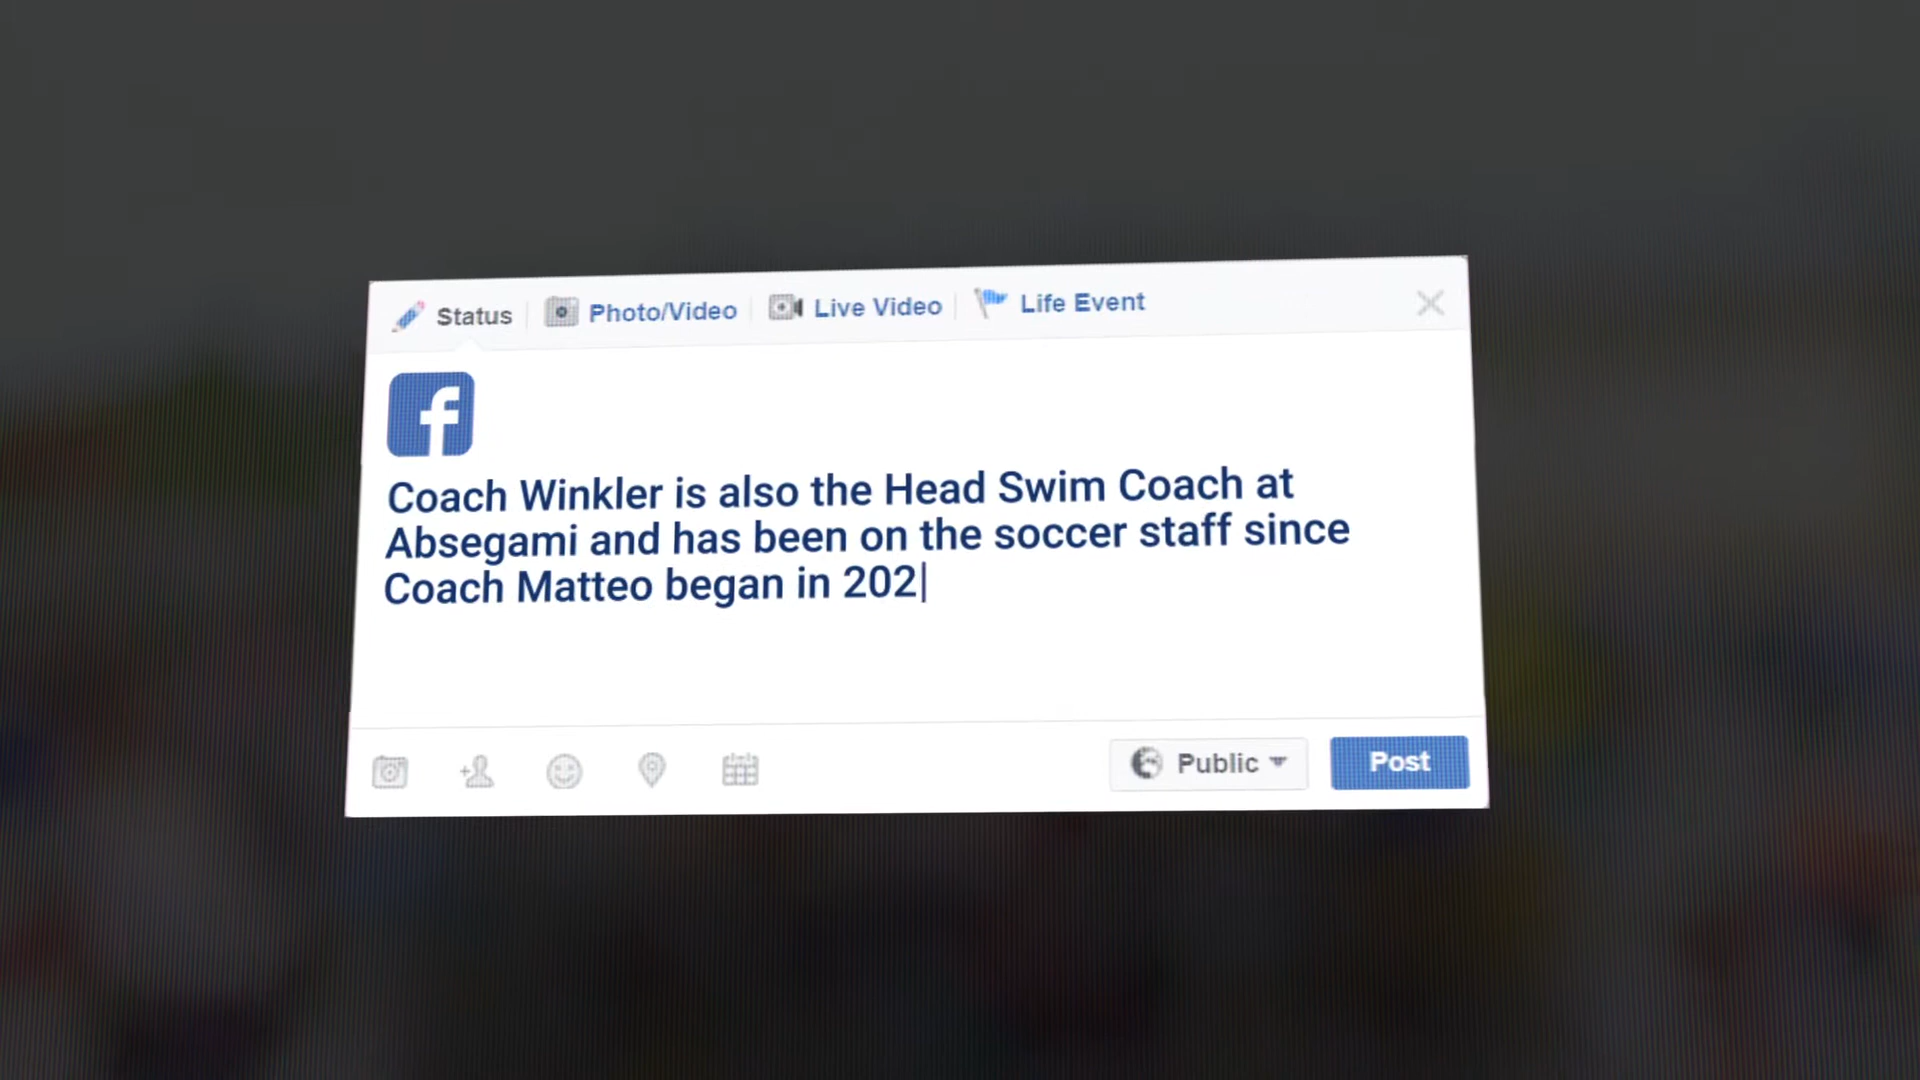 Status Photo/Video Live Video Life Event
Coach Winkler is also the Head Swim Coach at
Absegami and has been on the soccer staff since
Coach Matteo began in 202
Public Post